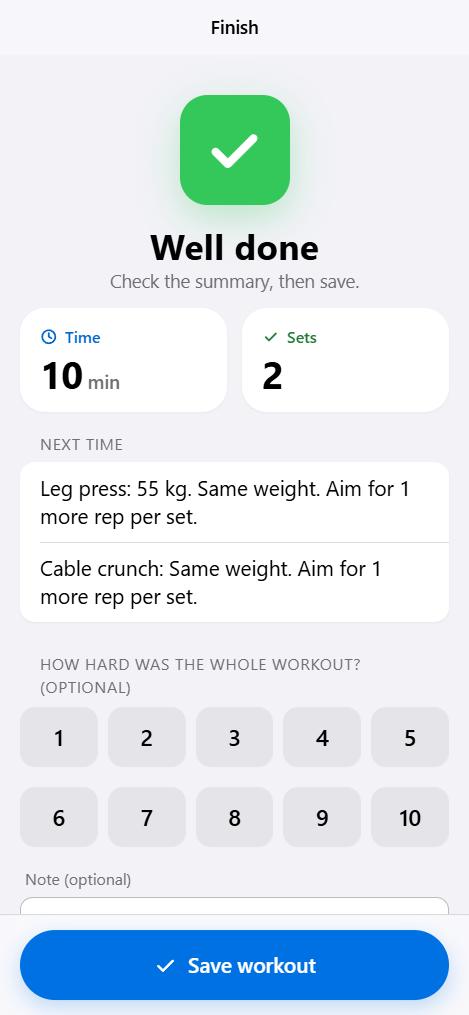 Finish
Well done
Check the summary, then save.
Time
10 min
Sets
2
NEXT TIME
Leg press: 55 kg. Same weight. Aim for 1
more rep per set.
Cable crunch: Same weight. Aim for 1
more rep per set.
HOW HARD WAS THE WHOLE WORKOUT?
(OPTIONAL)
1 2 3 4 5
6 7 8 9 10
Note (optional)
Save workout